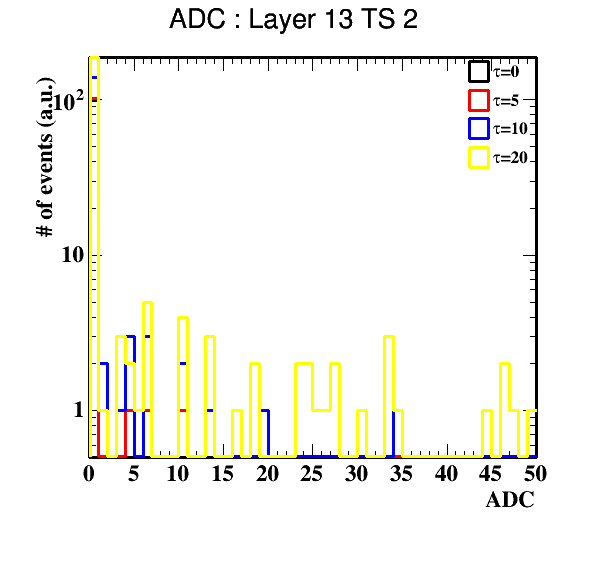 ADC : Layer 13 TS 2
# of events (a.u.)
10²
10
1
τ=0
τ=5
τ=10
τ=20
0 5 10 15 20 25 30 35 40 45 50
ADC